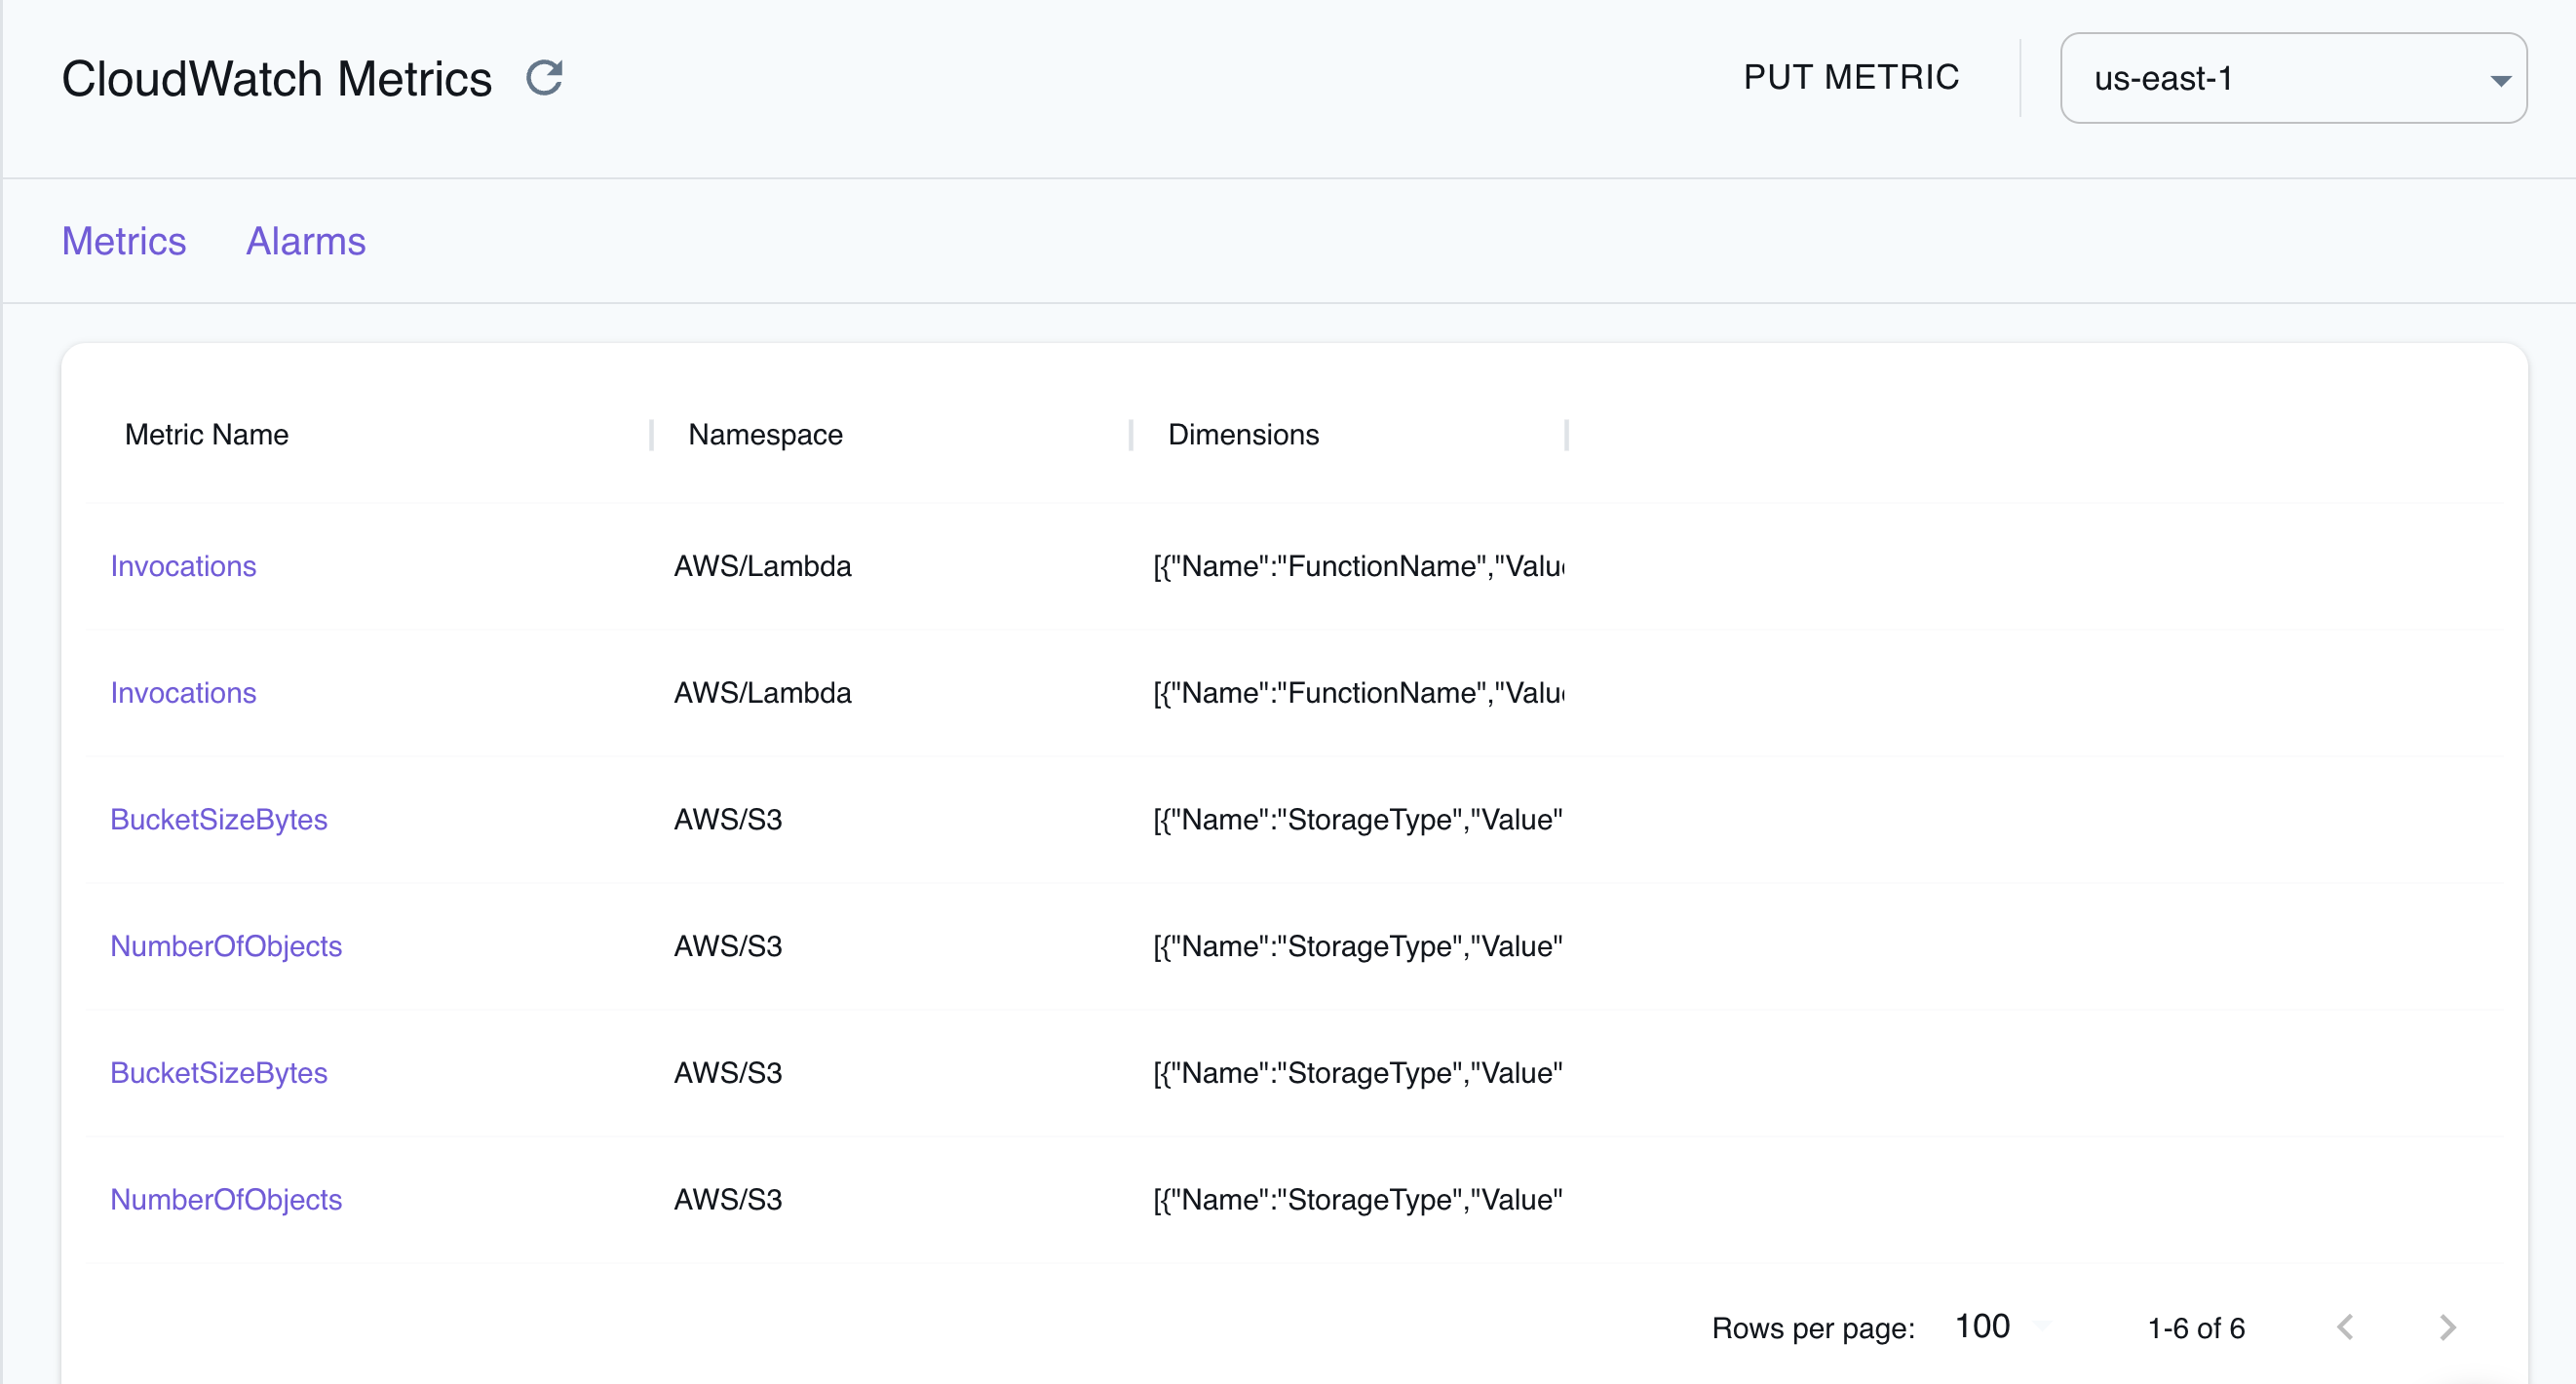 CloudWatch Metrics PUT METRIC us-east-1
Metrics Alarms
Metric Name Namespace Dimensions
Invocations AWS/Lambda [{"Name":"FunctionName","Value
Invocations AWS/Lambda [{"Name":"FunctionName","Value
BucketSizeBytes AWS/S3 [{"Name":"StorageType","Value"
NumberOfObjects AWS/S3 [{"Name":"StorageType","Value"
BucketSizeBytes AWS/S3 [{"Name":"StorageType","Value"
NumberOfObjects AWS/S3 [{"Name":"StorageType","Value"
Rows per page: 100 1-6 of 6